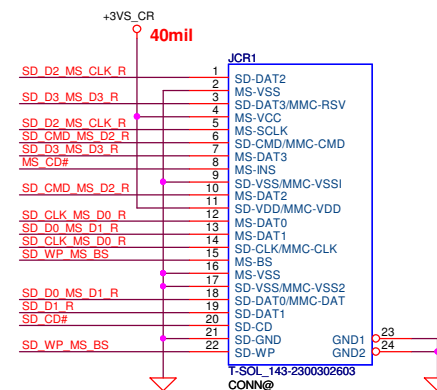 +3VS_CR
40mil
JCR1
SD_D2_MS_CLK_R 1 SD-DAT2
2 MS-VSS
SD_D3_MS_D3_R 3 SD-DAT3/MMC-RSV
4 MS-VCC
SD_D2_MS_CLK_R 5 MS-SCLK
SD_CMD_MS_D2_R 6 SD-CMD/MMC-CMD
SD_D3_MS_D3_R 7 MS-DAT3
MS_CD# 8 MS-INS
9 SD-VSS/MMC-VSSI
SD_CMD_MS_D2_R 10 MS-DAT2
11 SD-VDD/MMC-VDD
SD_CLK_MS_D0_R 12 MS-DAT0
SD_D0_MS_D1_R 13 MS-DAT1
SD_CLK_MS_D0_R 14 SD-CLK/MMC-CLK
SD_WP_MS_BS 15 MS-BS
16 MS-VSS
17 SD-VSS/MMC-VSS2
SD_D0_MS_D1_R 18 SD-DAT0/MMC-DAT
SD_D1_R 19 SD-DAT1
SD_CD# 20 SD-CD
21 SD-GND GND1 23
SD_WP_MS_BS 22 SD-WP GND2 24
T-SOL_143-2300302603
CONN@